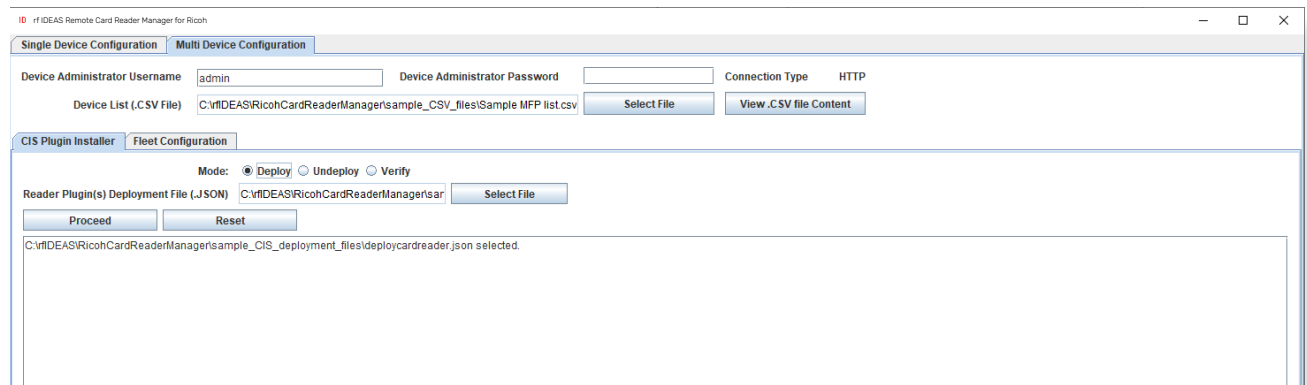 ID rf IDEAS Remote Card Reader Manager for Ricoh
Single Device Configuration Multi Device Configuration
Device Administrator Username admin Device Administrator Password Connection Type HTTP
Device List (.CSV File) C:\rfIDEAS\RicohCardReaderManager\sample_CSV_files\Sample MFP list.csv Select File View .CSV file Content
CIS Plugin Installer Fleet Configuration
Mode: Deploy Undeploy Verify
Reader Plugin(s) Deployment File (.JSON) C:\rfIDEAS\RicohCardReaderManager\sar Select File
Proceed Reset
C:\rfIDEAS\RicohCardReaderManager\sample_CIS_deployment_files\deploycardreader.json selected.